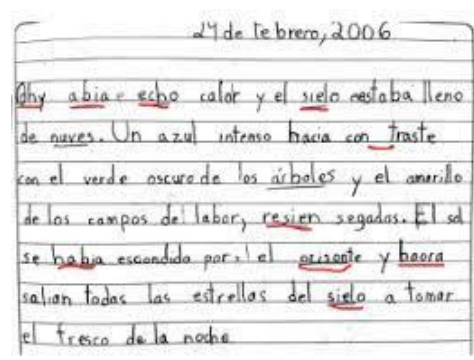 24 de febrero, 2006
Ohy abia echo calor y el sielo estaba lleno
de nuves. Un azul intenso hacia con traste
con el verde oscuro de los árboles y el amarillo
de los campos de labor, resien segados. El sol
se habia escondido por el orisonte y haora
salian todas las estrellas del sielo a tomar
el fresco de la noche